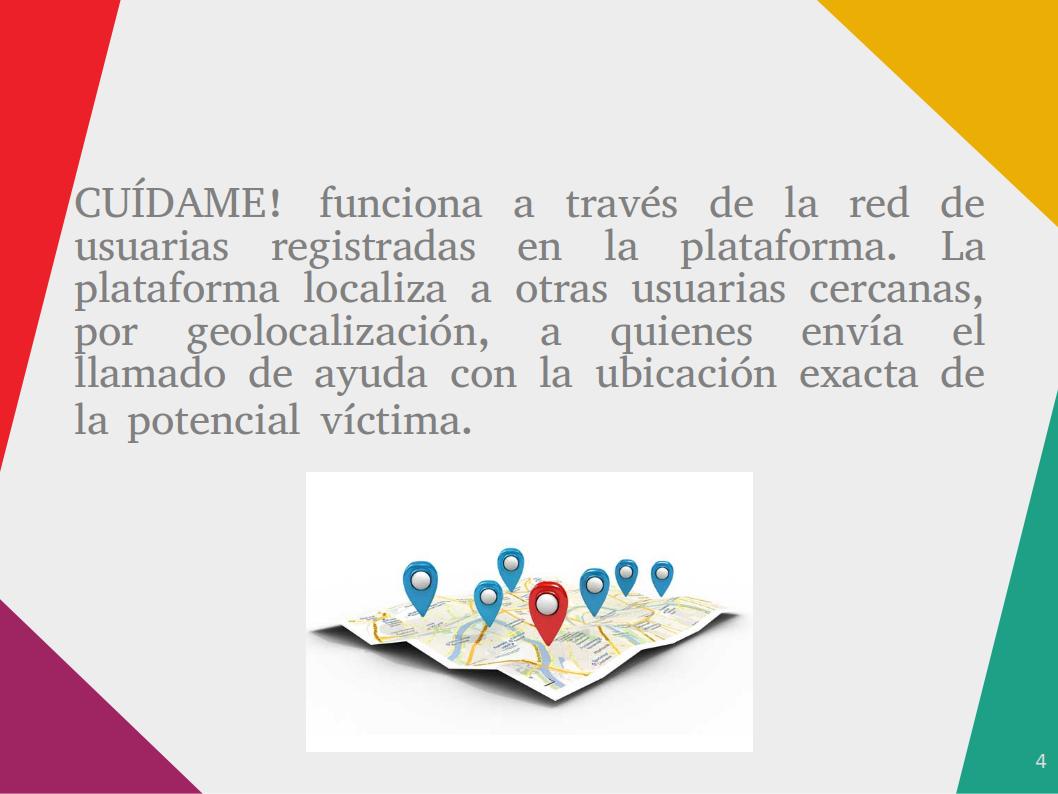 CUÍDAME! funciona a través de la red de
usuarias registradas en la plataforma. La
plataforma localiza a otras usuarias cercanas,
por geolocalización, a quienes envía el
llamado de ayuda con la ubicación exacta de
la potencial víctima.
4